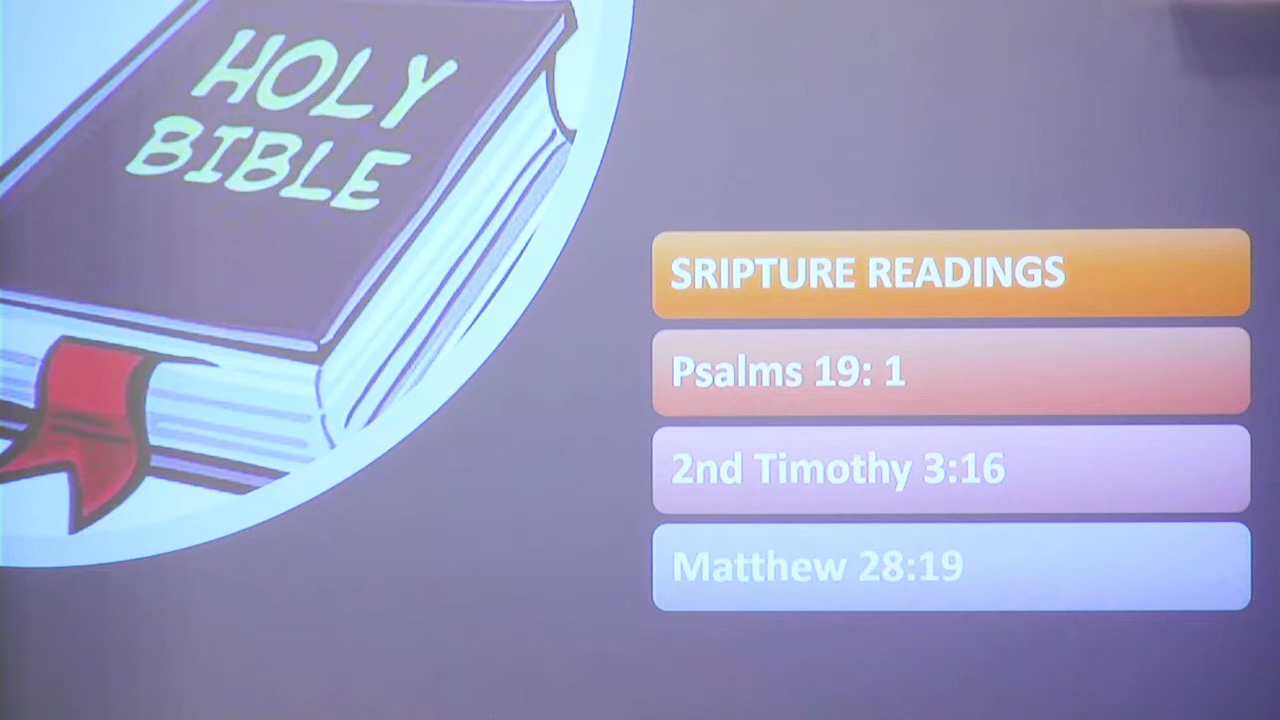 HOLY
BIBLE
SRIPTURE READINGS
Psalms 19: 1
2nd Timothy 3:16
Matthew 28:19